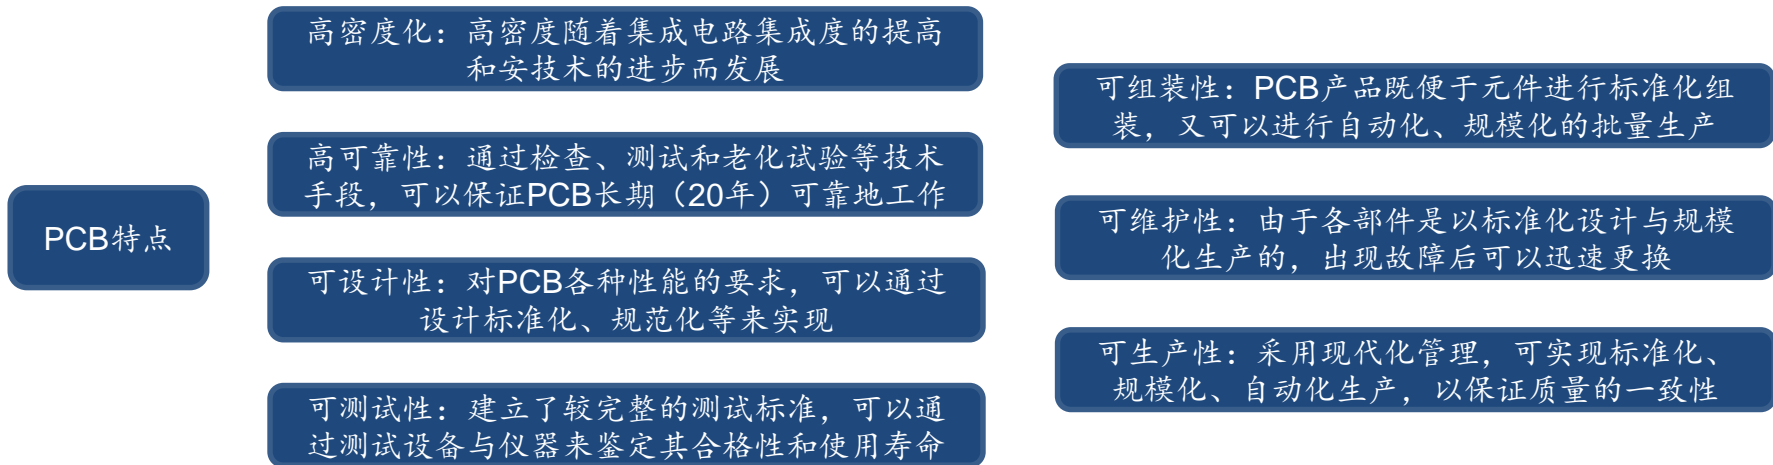 PCB特点
高密度化：高密度随着集成电路集成度的提高
和安技术的进步而发展
高可靠性：通过检查、测试和老化试验等技术
手段，可以保证PCB长期（20年）可靠地工作
可设计性：对PCB各种性能的要求，可以通过
设计标准化、规范化等来实现
可测试性：建立了较完整的测试标准，可以通
过测试设备与仪器来鉴定其合格性和使用寿命
可组装性：PCB产品既便于元件进行标准化组
装，又可以进行自动化、规模化的批量生产
可维护性：由于各部件是以标准化设计与规模
化生产的，出现故障后可以迅速更换
可生产性：采用现代化管理，可实现标准化、
规模化、自动化生产，以保证质量的一致性